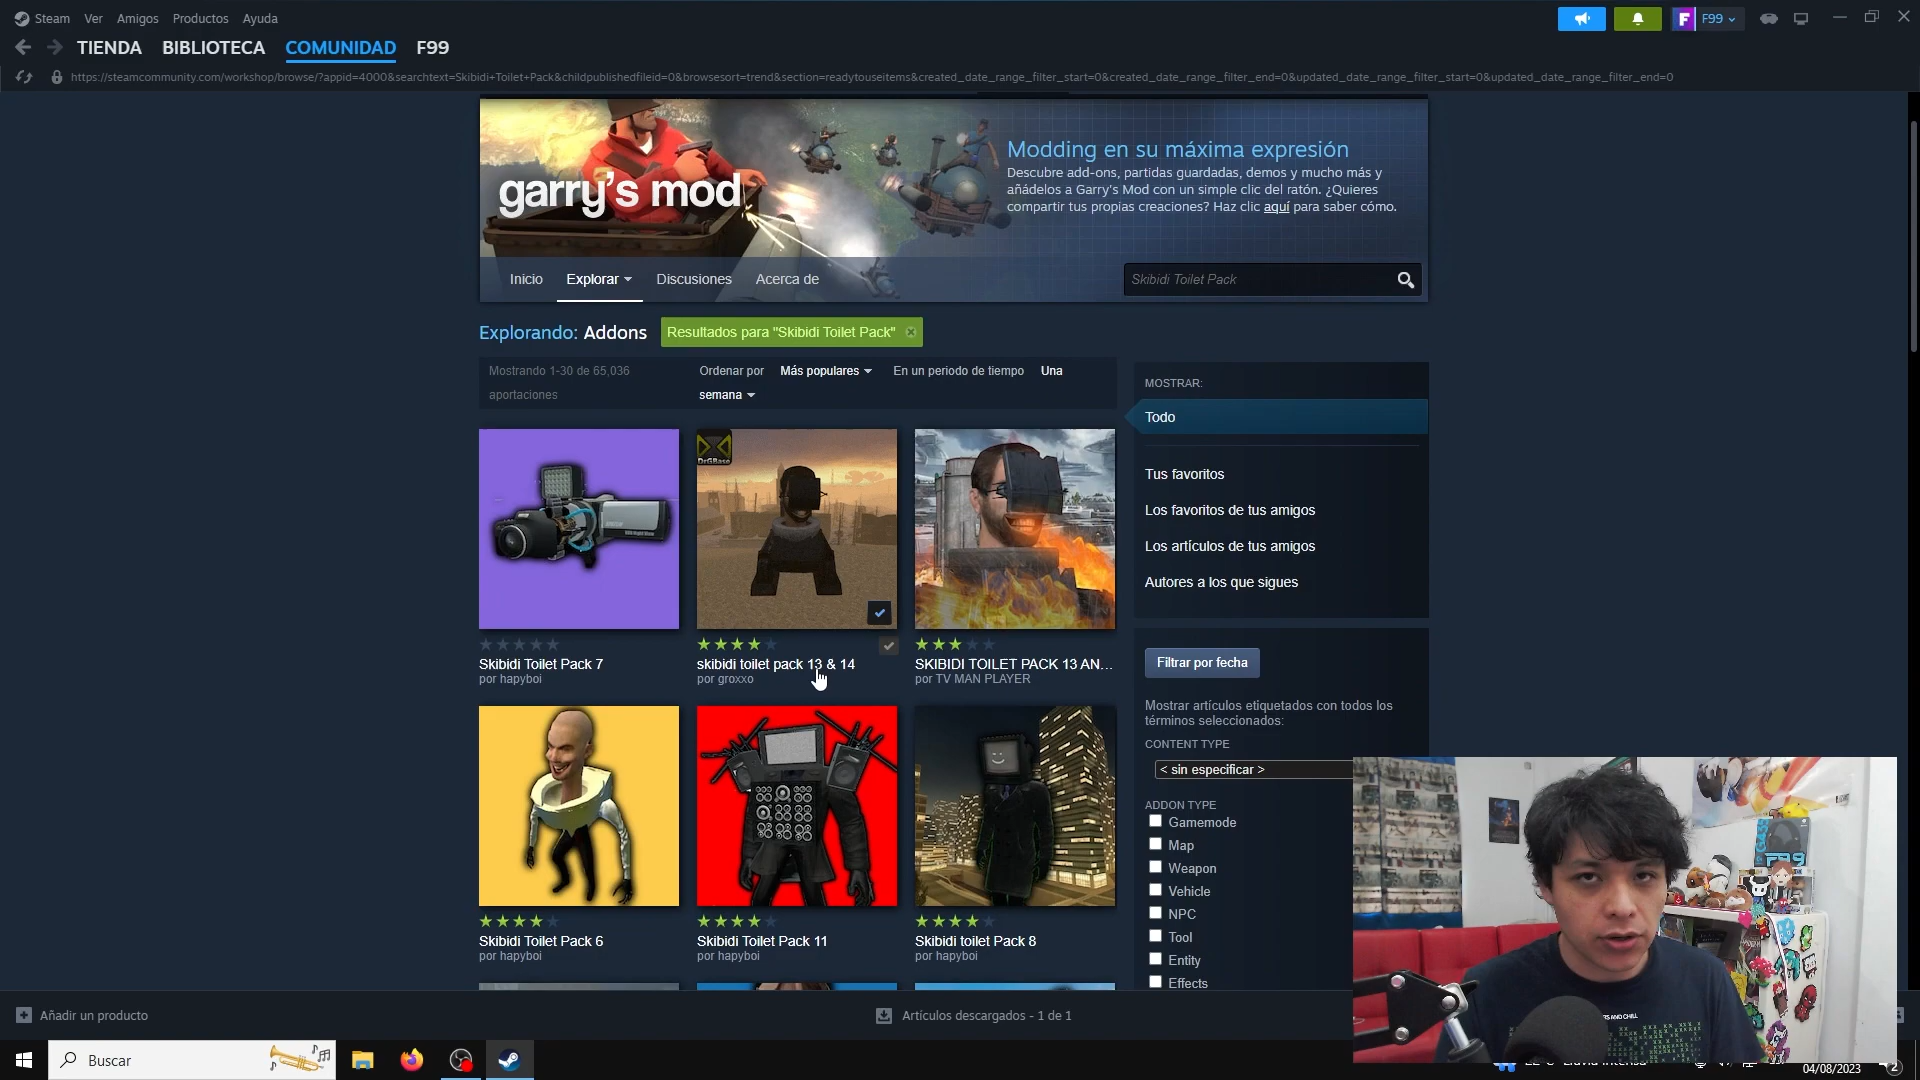 Steam Ver Amigos Productos Ayuda
F F99
TIENDA BIBLIOTECA COMUNIDAD F99
https://steamcommunity.com/workshop/browse/?appid=4000&searchtext=Skibidi+Toilet+Pack&childpublishedfileid=0&browsesort=trend&section=readytouseitems&created_date_range_filter_start=0&created_date_range_filter_end=0&updated_date_range_filter_start=0&updated_date_range_filter_end=0
garry's mod
Modding en su máxima expresión
Descubre add-ons, partidas guardadas, demos y mucho más y
añádelos a Garry's Mod con un simple clic del ratón. ¿Quieres
compartir tus propias creaciones? Haz clic aquí para saber cómo.
Inicio Explorar Discusiones Acerca de
Skibidi Toilet Pack
Explorando: Addons
Resultados para "Skibidi Toilet Pack"
Mostrando 1-30 de 65,036
aportaciones
Ordenar por Más populares En un periodo de tiempo Una
semana
DrGBase
Skibidi Toilet Pack 7
por hapyboi
skibidi toilet pack 13 & 14
por groxxo
SKIBIDI TOILET PACK 13 AN...
por TV MAN PLAYER
Skibidi Toilet Pack 6
por hapyboi
Skibidi Toilet Pack 11
por hapyboi
Skibidi toilet Pack 8
por hapyboi
MOSTRAR:
Todo
Tus favoritos
Los favoritos de tus amigos
Los artículos de tus amigos
Autores a los que sigues
Filtrar por fecha
Mostrar artículos etiquetados con todos los
términos seleccionados:
CONTENT TYPE
< sin especificar >
ADDON TYPE
Gamemode
Map
Weapon
Vehicle
NPC
Tool
Entity
Effects
F99
Añadir un producto
Artículos descargados - 1 de 1
Buscar
04/08/2023
2